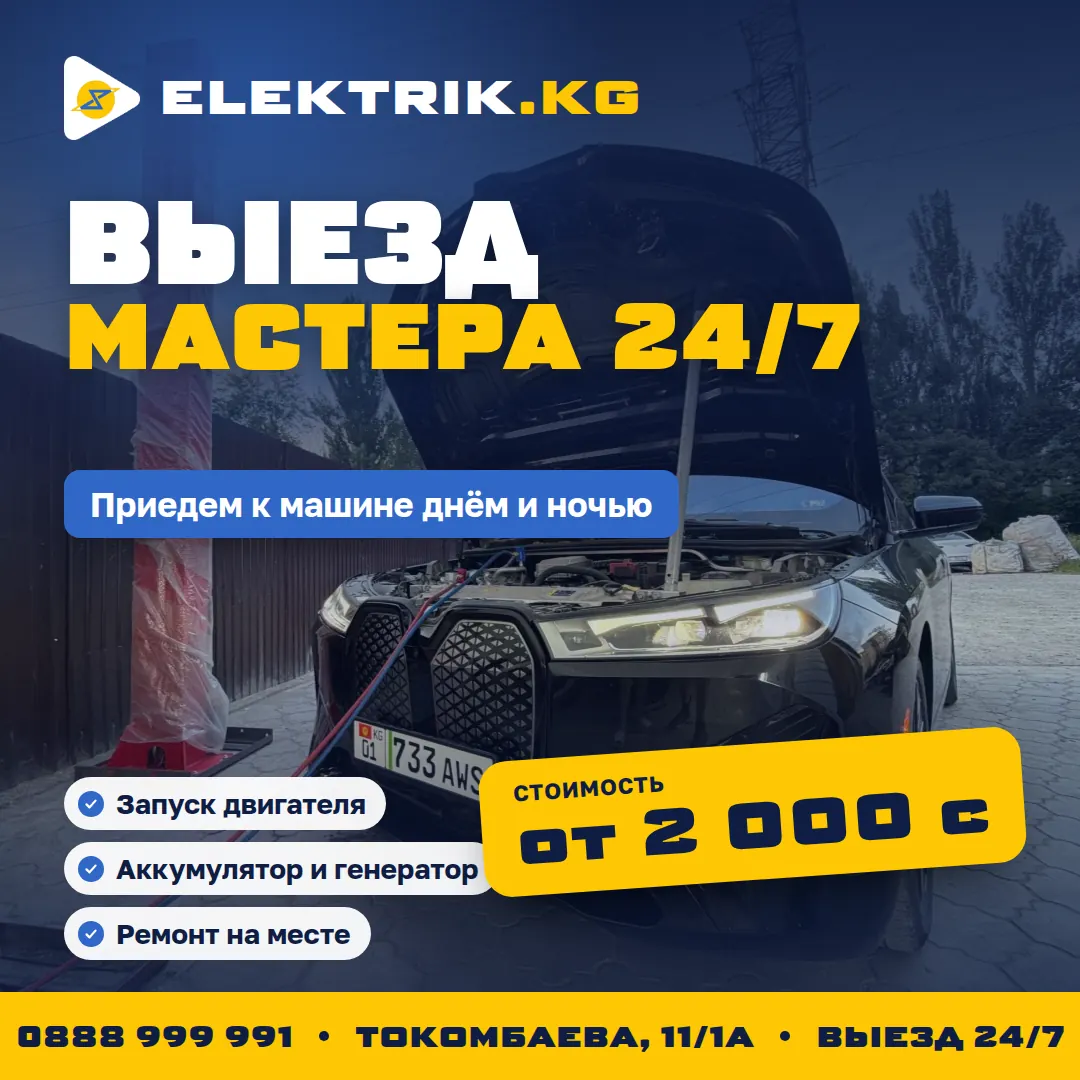 ELEKTRIK.KG
ВЫЕЗД
МАСТЕРА 24/7
Приедем к машине днём и ночью
KG
01 733 AWS
Запуск двигателя
Аккумулятор и генератор
Ремонт на месте
стоимость
от 2 000 с
0888 999 991 • ТОКОМБАЕВА, 11/1А • ВЫЕЗД 24/7